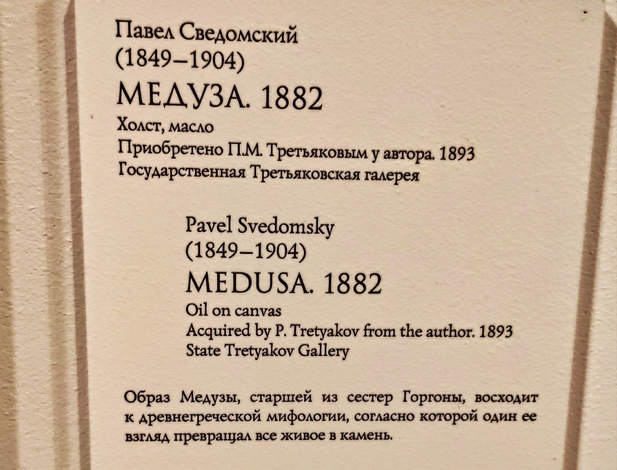 Павел Сведомский
(1849–1904)
МЕДУЗА. 1882
Холст, масло
Приобретено П.М. Третьяковым у автора. 1893
Государственная Третьяковская галерея
Pavel Svedomsky
(1849–1904)
MEDUSA. 1882
Oil on canvas
Acquired by P. Tretyakov from the author. 1893
State Tretyakov Gallery
Образ Медузы, старшей из сестер Горгоны, восходит
к древнегреческой мифологии, согласно которой один ее
взгляд превращал все живое в камень.